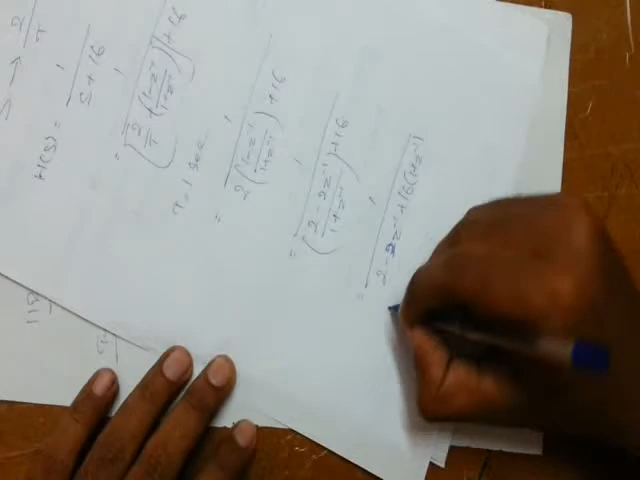 S → 2/T
H(S) = 1/(S+16)
= 1/((2/T (1-z⁻¹)/(1+z⁻¹)) + 16)
T = 1 sec
= 1/(2((1-z⁻¹)/(1+z⁻¹)) + 16)
= 1/(((2-2z⁻¹)/(1+z⁻¹)) + 16)
= 1/(2-2z⁻¹+16(1+z⁻¹)